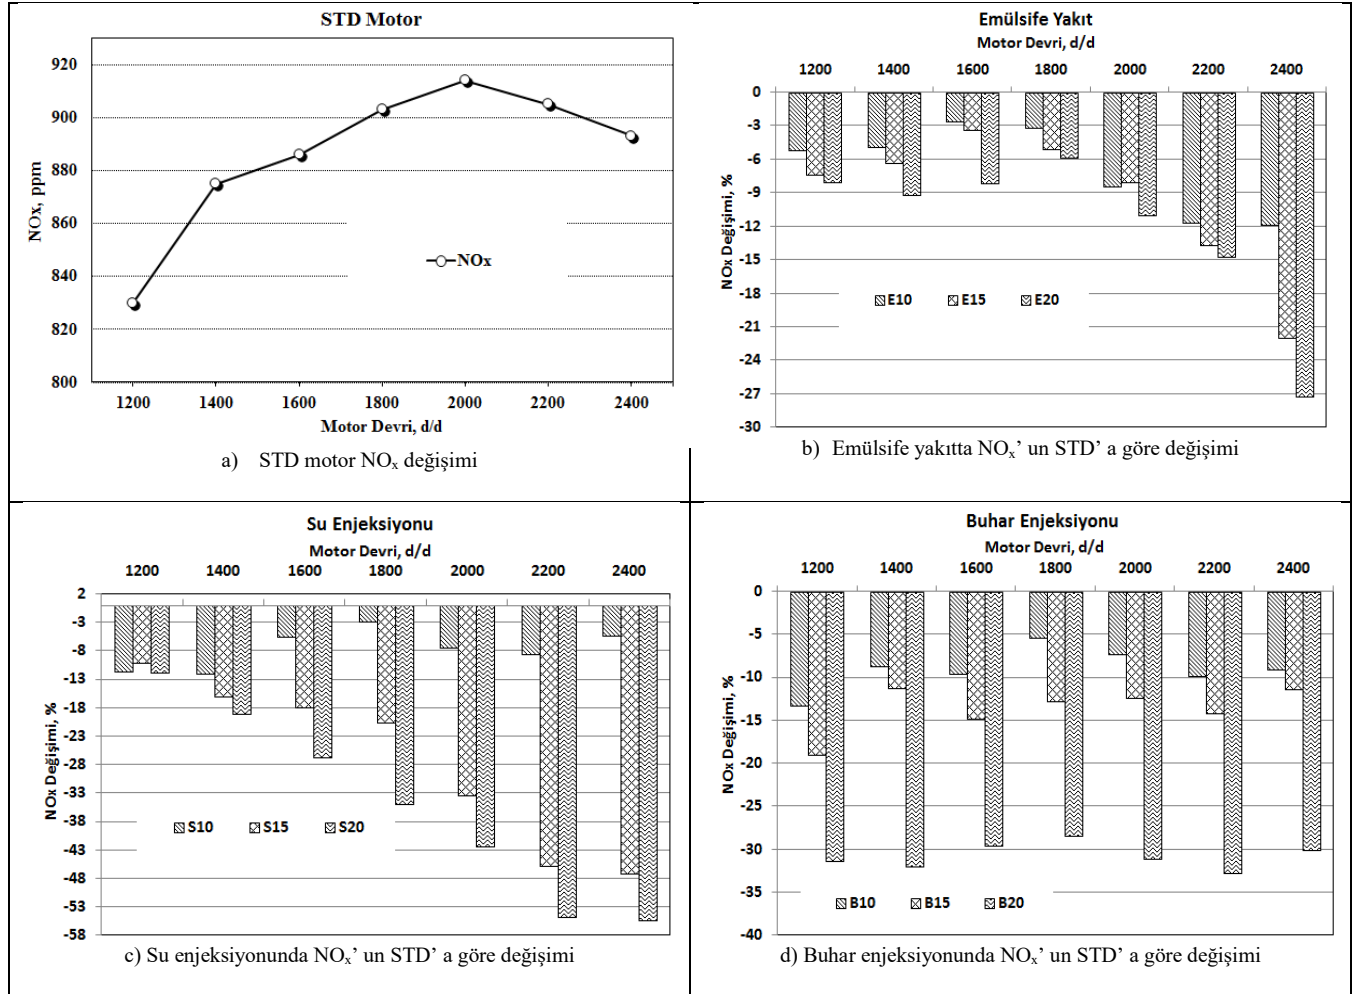 STD Motor
920
900
880
860
840
820
800
NOx, ppm
NOx
1200 1400 1600 1800 2000 2200 2400
Motor Devri, d/d
a) STD motor NOₓ değişimi
Emülsife Yakıt
Motor Devri, d/d
1200 1400 1600 1800 2000 2200 2400
0
-3
-6
-9
-12
-15
-18
-21
-24
-27
-30
NOx Değişimi, %
E10 E15 E20
b) Emülsife yakıtta NOₓ’ un STD’ a göre değişimi
Su Enjeksiyonu
Motor Devri, d/d
1200 1400 1600 1800 2000 2200 2400
2
-3
-8
-13
-18
-23
-28
-33
-38
-43
-48
-53
-58
NOx Değişimi, %
S10 S15 S20
c) Su enjeksiyonunda NOₓ’ un STD’ a göre değişimi
Buhar Enjeksiyonu
Motor Devri, d/d
1200 1400 1600 1800 2000 2200 2400
0
-5
-10
-15
-20
-25
-30
-35
-40
NOx Değişimi, %
B10 B15 B20
d) Buhar enjeksiyonunda NOₓ’ un STD’ a göre değişimi